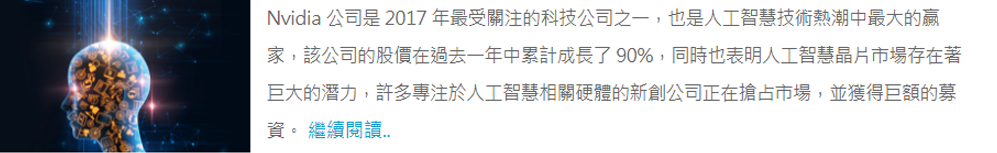 Nvidia 公司是 2017 年最受關注的科技公司之一，也是人工智慧技術熱潮中最大的贏
家，該公司的股價在過去一年中累計成長了 90%，同時也表明人工智慧晶片市場存在著
巨大的潛力，許多專注於人工智慧相關硬體的新創公司正在搶占市場，並獲得巨額的募
資。 繼續閱讀..